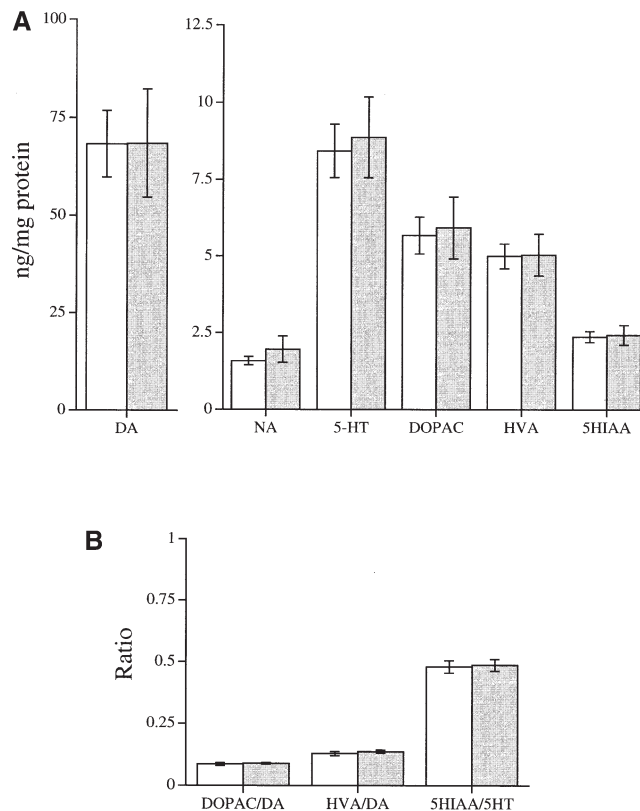 A
ng/mg protein
100
75
50
25
0
DA
12.5
10
7.5
5
2.5
0
NA 5-HT DOPAC HVA 5HIAA
B
Ratio
1
0.75
0.5
0.25
0
DOPAC/DA HVA/DA 5HIAA/5HT